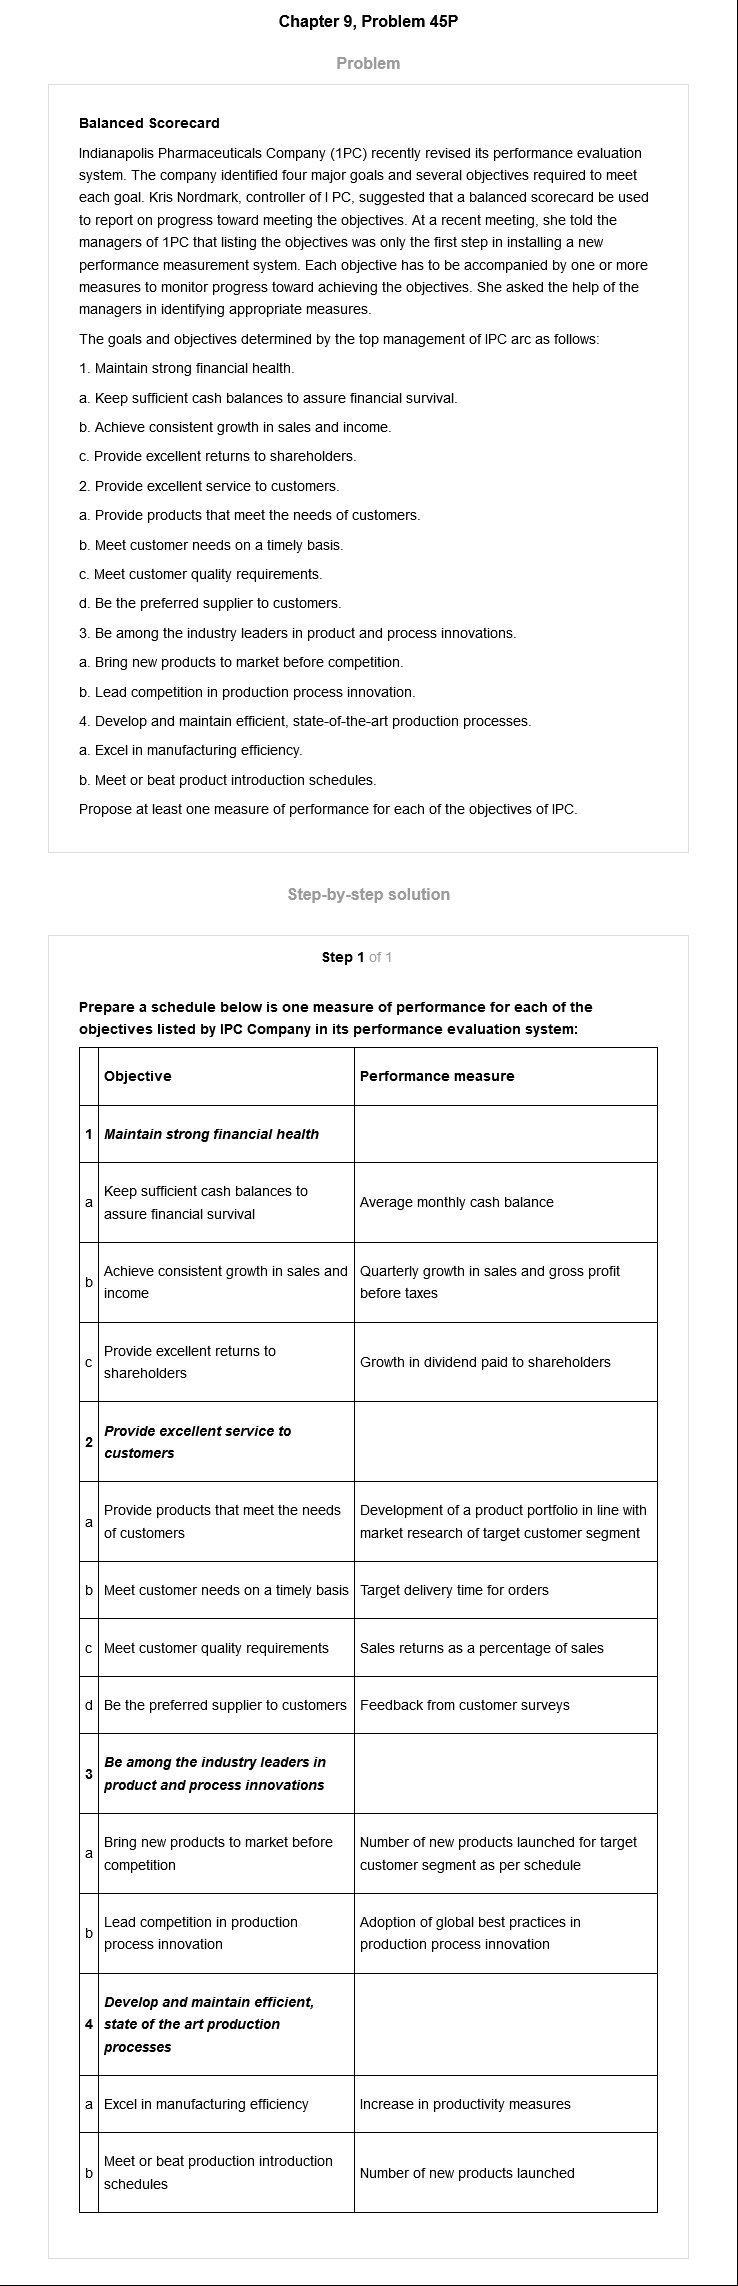 Chapter 9, Problem 45P
Problem
Balanced Scorecard
Indianapolis Pharmaceuticals Company (1PC) recently revised its performance evaluation
system. The company identified four major goals and several objectives required to meet
each goal. Kris Nordmark, controller of I PC, suggested that a balanced scorecard be used
to report on progress toward meeting the objectives. At a recent meeting, she told the
managers of 1PC that listing the objectives was only the first step in installing a new
performance measurement system. Each objective has to be accompanied by one or more
measures to monitor progress toward achieving the objectives. She asked the help of the
managers in identifying appropriate measures.
The goals and objectives determined by the top management of IPC arc as follows:
1. Maintain strong financial health.
a. Keep sufficient cash balances to assure financial survival.
b. Achieve consistent growth in sales and income.
c. Provide excellent returns to shareholders.
2. Provide excellent service to customers.
a. Provide products that meet the needs of customers.
b. Meet customer needs on a timely basis.
c. Meet customer quality requirements.
d. Be the preferred supplier to customers.
3. Be among the industry leaders in product and process innovations.
a. Bring new products to market before competition.
b. Lead competition in production process innovation.
4. Develop and maintain efficient, state-of-the-art production processes.
a. Excel in manufacturing efficiency.
b. Meet or beat product introduction schedules.
Propose at least one measure of performance for each of the objectives of IPC.
Step-by-step solution
Step 1 of 1
Prepare a schedule below is one measure of performance for each of the
objectives listed by IPC Company in its performance evaluation system:
Objective Performance measure
1 Maintain strong financial health
a Keep sufficient cash balances to
assure financial survival
Average monthly cash balance
b Achieve consistent growth in sales and
income
Quarterly growth in sales and gross profit
before taxes
c Provide excellent returns to
shareholders
Growth in dividend paid to shareholders
2 Provide excellent service to
customers
a Provide products that meet the needs
of customers
Development of a product portfolio in line with
market research of target customer segment
b Meet customer needs on a timely basis Target delivery time for orders
c Meet customer quality requirements Sales returns as a percentage of sales
d Be the preferred supplier to customers Feedback from customer surveys
3 Be among the industry leaders in
product and process innovations
a Bring new products to market before
competition
Number of new products launched for target
customer segment as per schedule
b Lead competition in production
process innovation
Adoption of global best practices in
production process innovation
4 Develop and maintain efficient,
state of the art production
processes
a Excel in manufacturing efficiency Increase in productivity measures
b Meet or beat production introduction
schedules
Number of new products launched